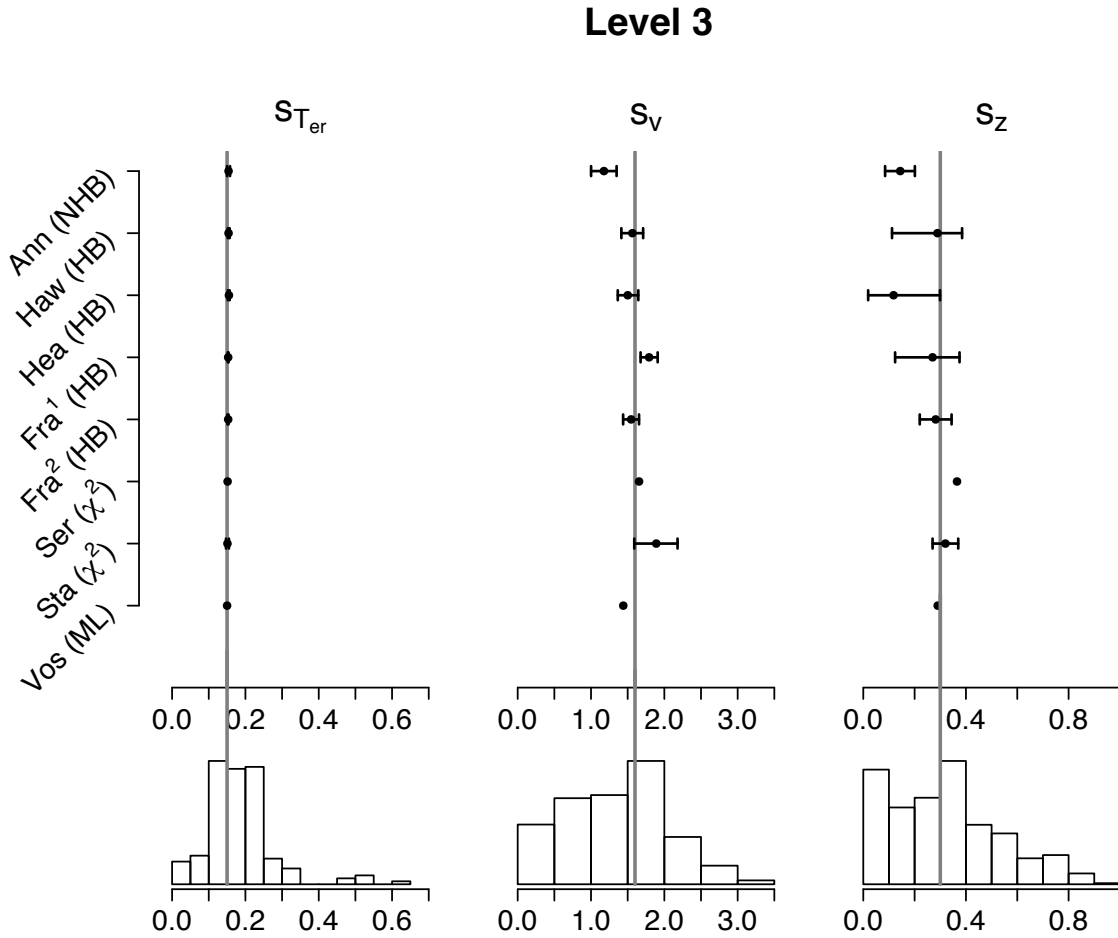 Level 3
s_{T_{er}} s_v s_z
Ann (NHB)
Haw (HB)
Hea (HB)
Fra¹ (HB)
Fra² (HB)
Ser (χ²)
Sta (χ²)
Vos (ML)
0.0 0.2 0.4 0.6 0.0 1.0 2.0 3.0 0.0 0.4 0.8
0.0 0.2 0.4 0.6 0.0 1.0 2.0 3.0 0.0 0.4 0.8